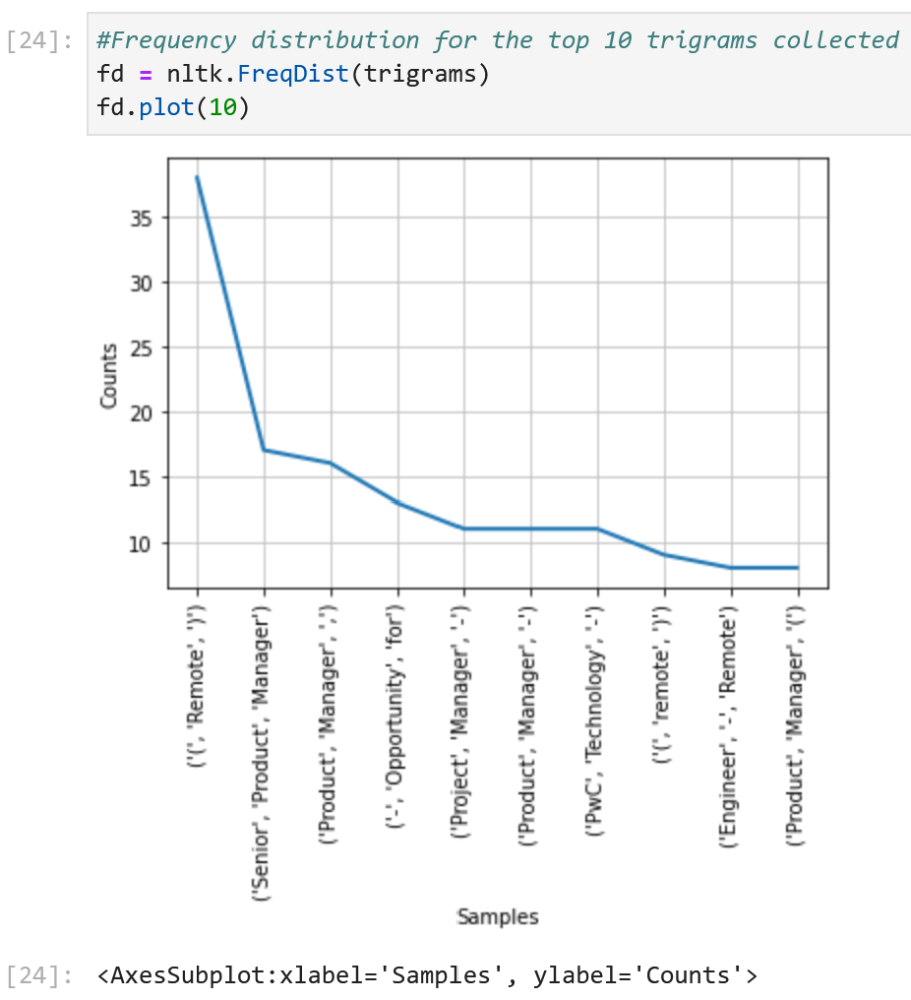 [24]: #Frequency distribution for the top 10 trigrams collected
fd = nltk.FreqDist(trigrams)
fd.plot(10)
35
30
25
20
15
10
Counts
('(', 'Remote', ')')
('Senior', 'Product', 'Manager')
('Product', 'Manager', ',')
('-', 'Opportunity', 'for')
('Project', 'Manager', '-')
('Product', 'Manager', '-')
('PwC', 'Technology', '-')
('(', 'remote', ')')
('Engineer', '-', 'Remote')
('Product', 'Manager', '(')
Samples
[24]: <AxesSubplot:xlabel='Samples', ylabel='Counts'>